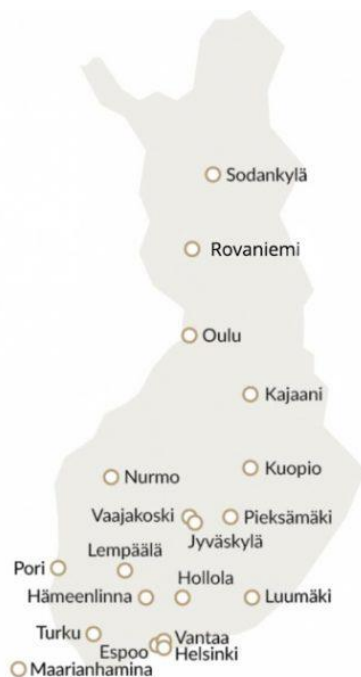 Sodankylä
Rovaniemi
Oulu
Kajaani
Kuopio
Nurmo
Vaajakoski
Pieksämäki
Jyväskylä
Lempäälä
Pori
Hollola
Hämeenlinna
Luumäki
Turku
Vantaa
Espoo
Helsinki
Maarianhamina